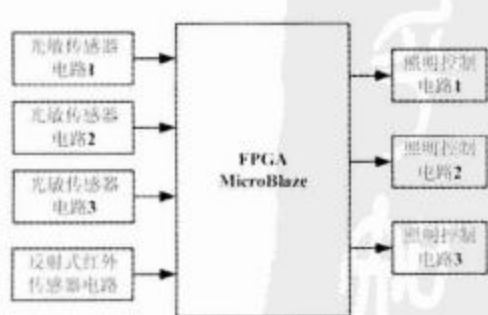 光敏传感器
电路1
光敏传感器
电路2
光敏传感器
电路3
反射式红外
传感器电路
FPGA
MicroBlaze
照明控制
电路1
照明控制
电路2
照明控制
电路3